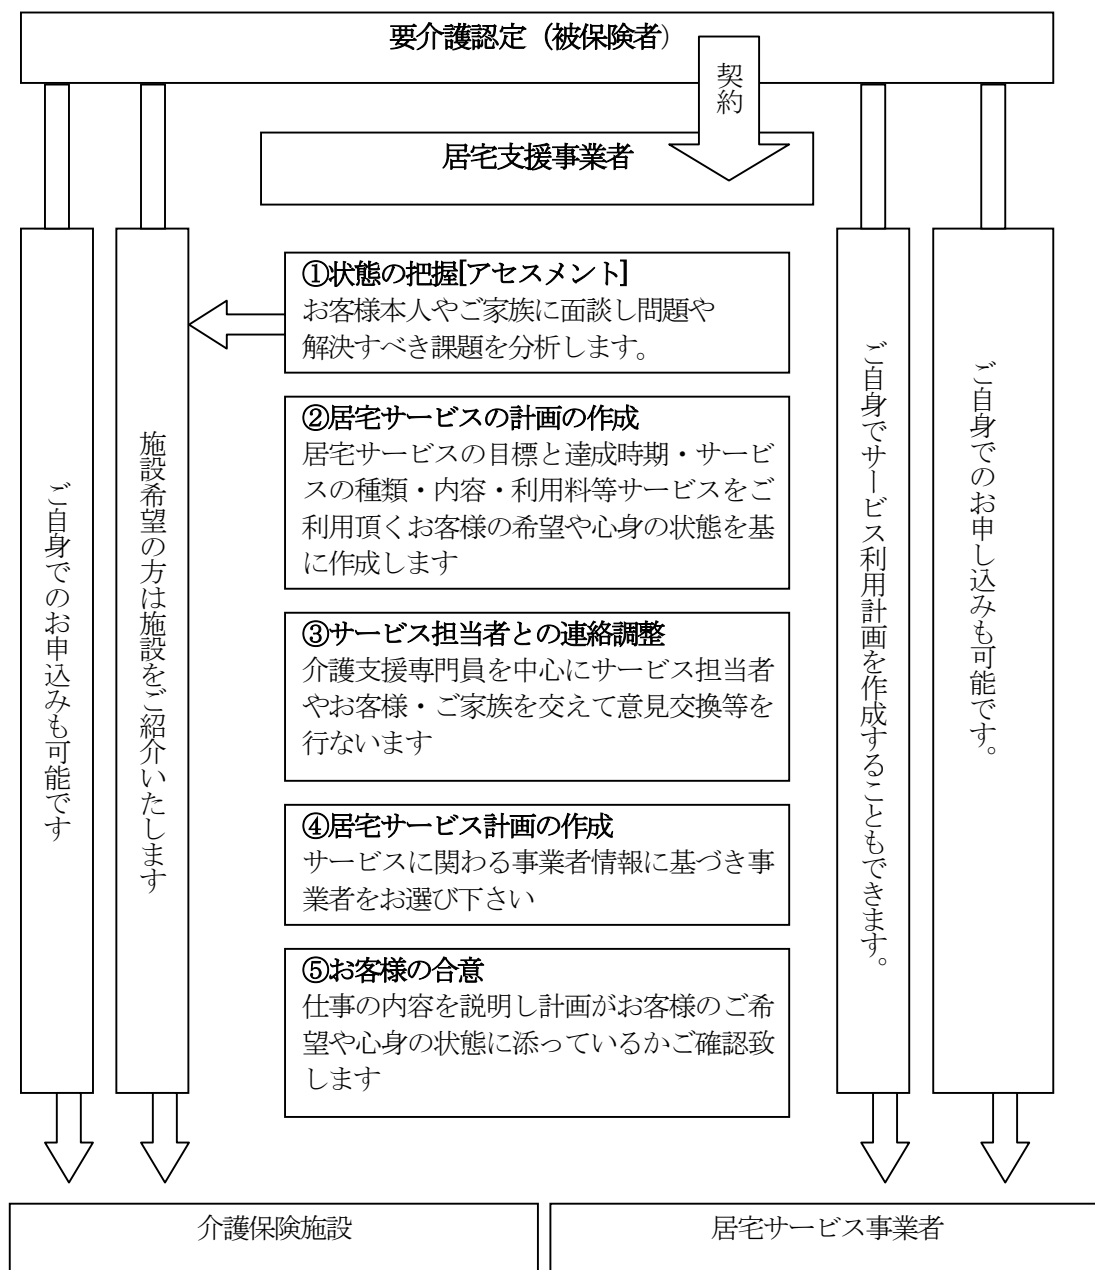 要介護認定（被保険者）
契約
居宅支援事業者
①状態の把握[アセスメント]
お客様本人やご家族に面談し問題や
解決すべき課題を分析します。
②居宅サービスの計画の作成
居宅サービスの目標と達成時期・サービ
スの種類・内容・利用料等サービスをご
利用頂くお客様の希望や心身の状態を基
に作成します
③サービス担当者との連絡調整
介護支援専門員を中心にサービス担当者
やお客様・ご家族を交えて意見交換等を
行ないます
④居宅サービス計画の作成
サービスに関わる事業者情報に基づき事
業者をお選び下さい
⑤お客様の合意
仕事の内容を説明し計画がお客様のご希
望や心身の状態に添っているかご確認致
します
ご自身でのお申込みも可能です
施設希望の方は施設をご紹介いたします
ご自身でサービス利用計画を作成することもできます。
ご自身でのお申し込みも可能です。
介護保険施設
居宅サービス事業者